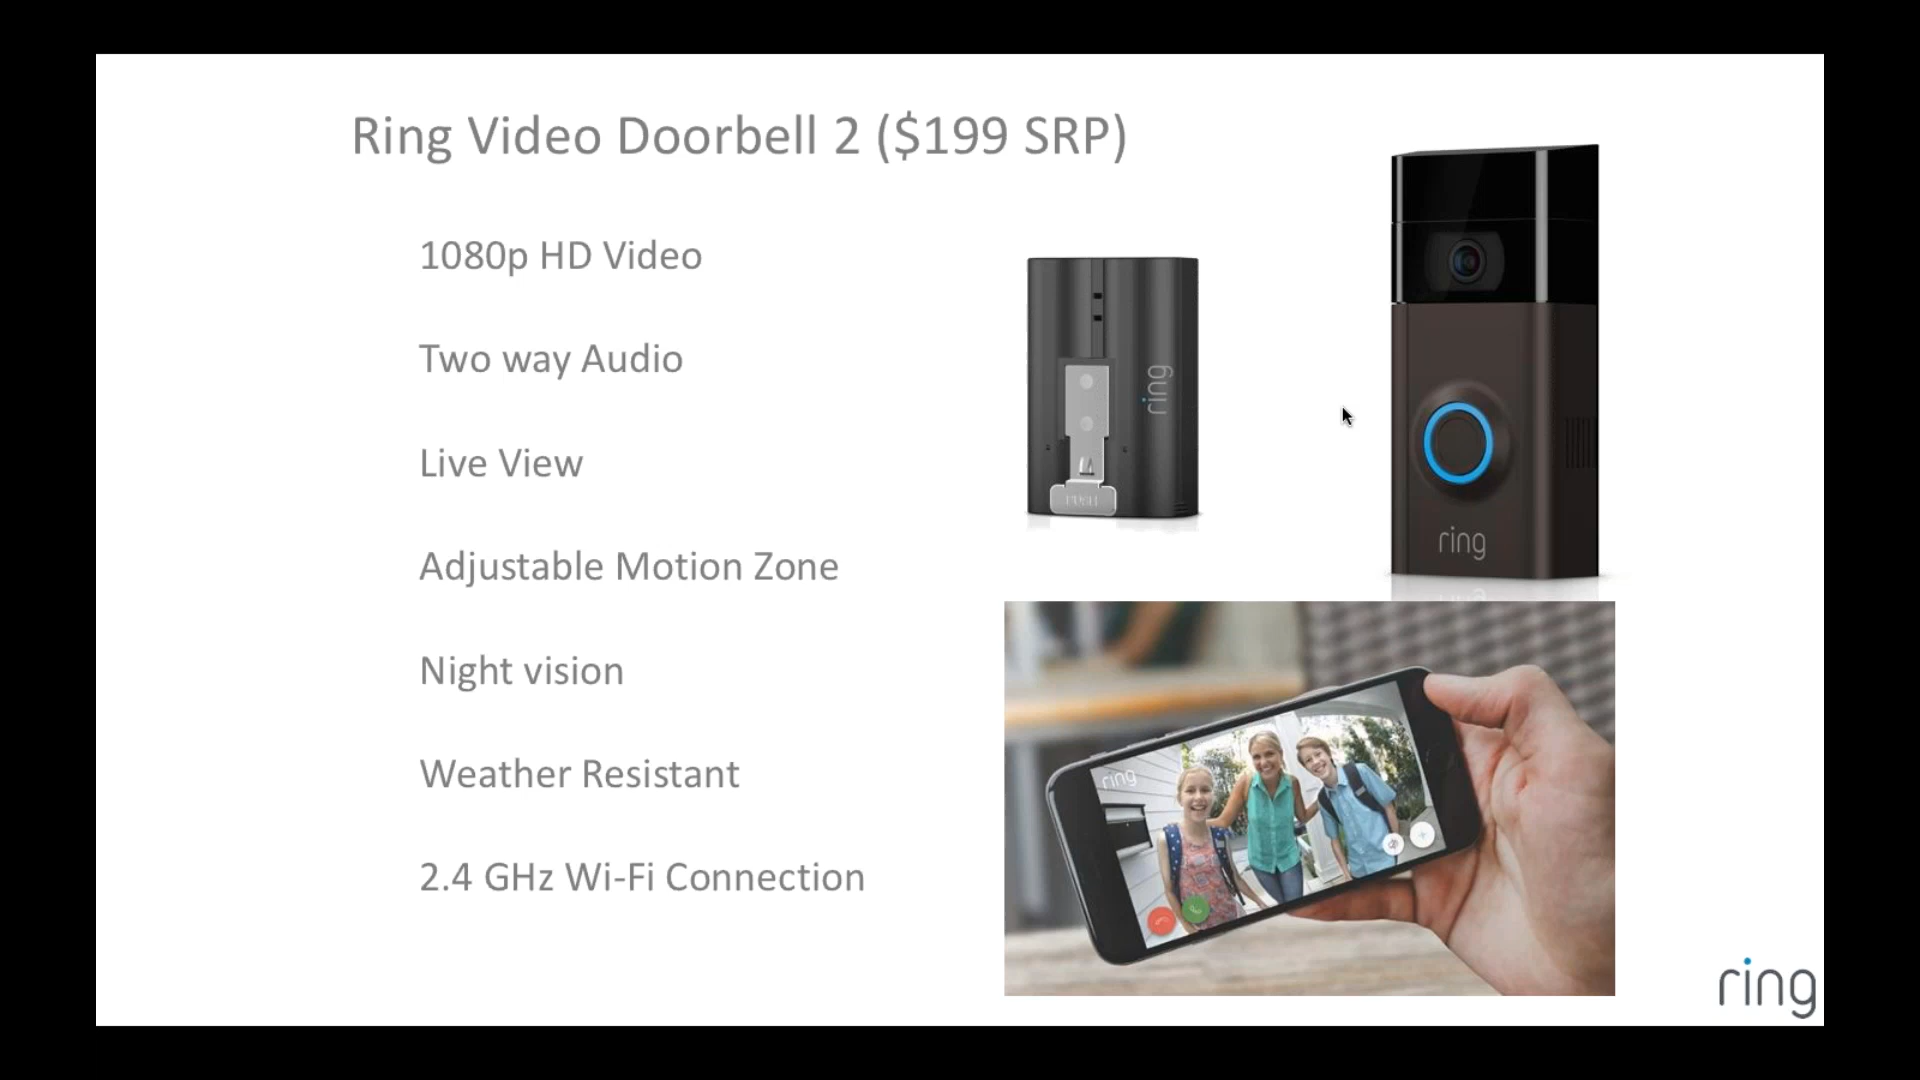 Ring Video Doorbell 2 ($199 SRP)
1080p HD Video
Two way Audio
Live View
Adjustable Motion Zone
Night vision
Weather Resistant
2.4 GHz Wi-Fi Connection
ring
PUSH
ring
ring
ring